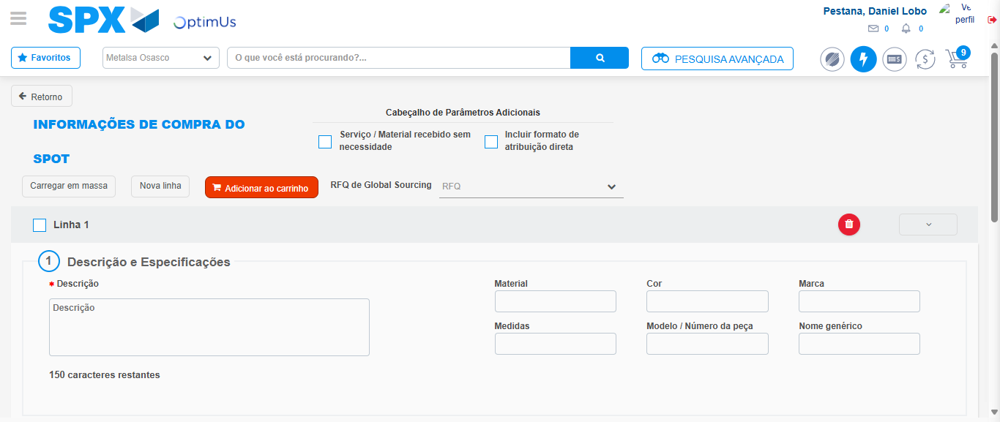 SPX
OptimUs
Pestana, Daniel Lobo
Ve
perfil
0
0
Favoritos
Metalsa Osasco
O que você está procurando?...
PESQUISA AVANÇADA
9
Retorno
INFORMAÇÕES DE COMPRA DO
SPOT
Cabeçalho de Parâmetros Adicionais
Serviço / Material recebido sem
necessidade
Incluir formato de
atribuição direta
Carregar em massa
Nova linha
Adicionar ao carrinho
RFQ de Global Sourcing
RFQ
Linha 1
1
Descrição e Especificações
* Descrição
Descrição
150 caracteres restantes
Material
Cor
Marca
Medidas
Modelo / Número da peça
Nome genérico